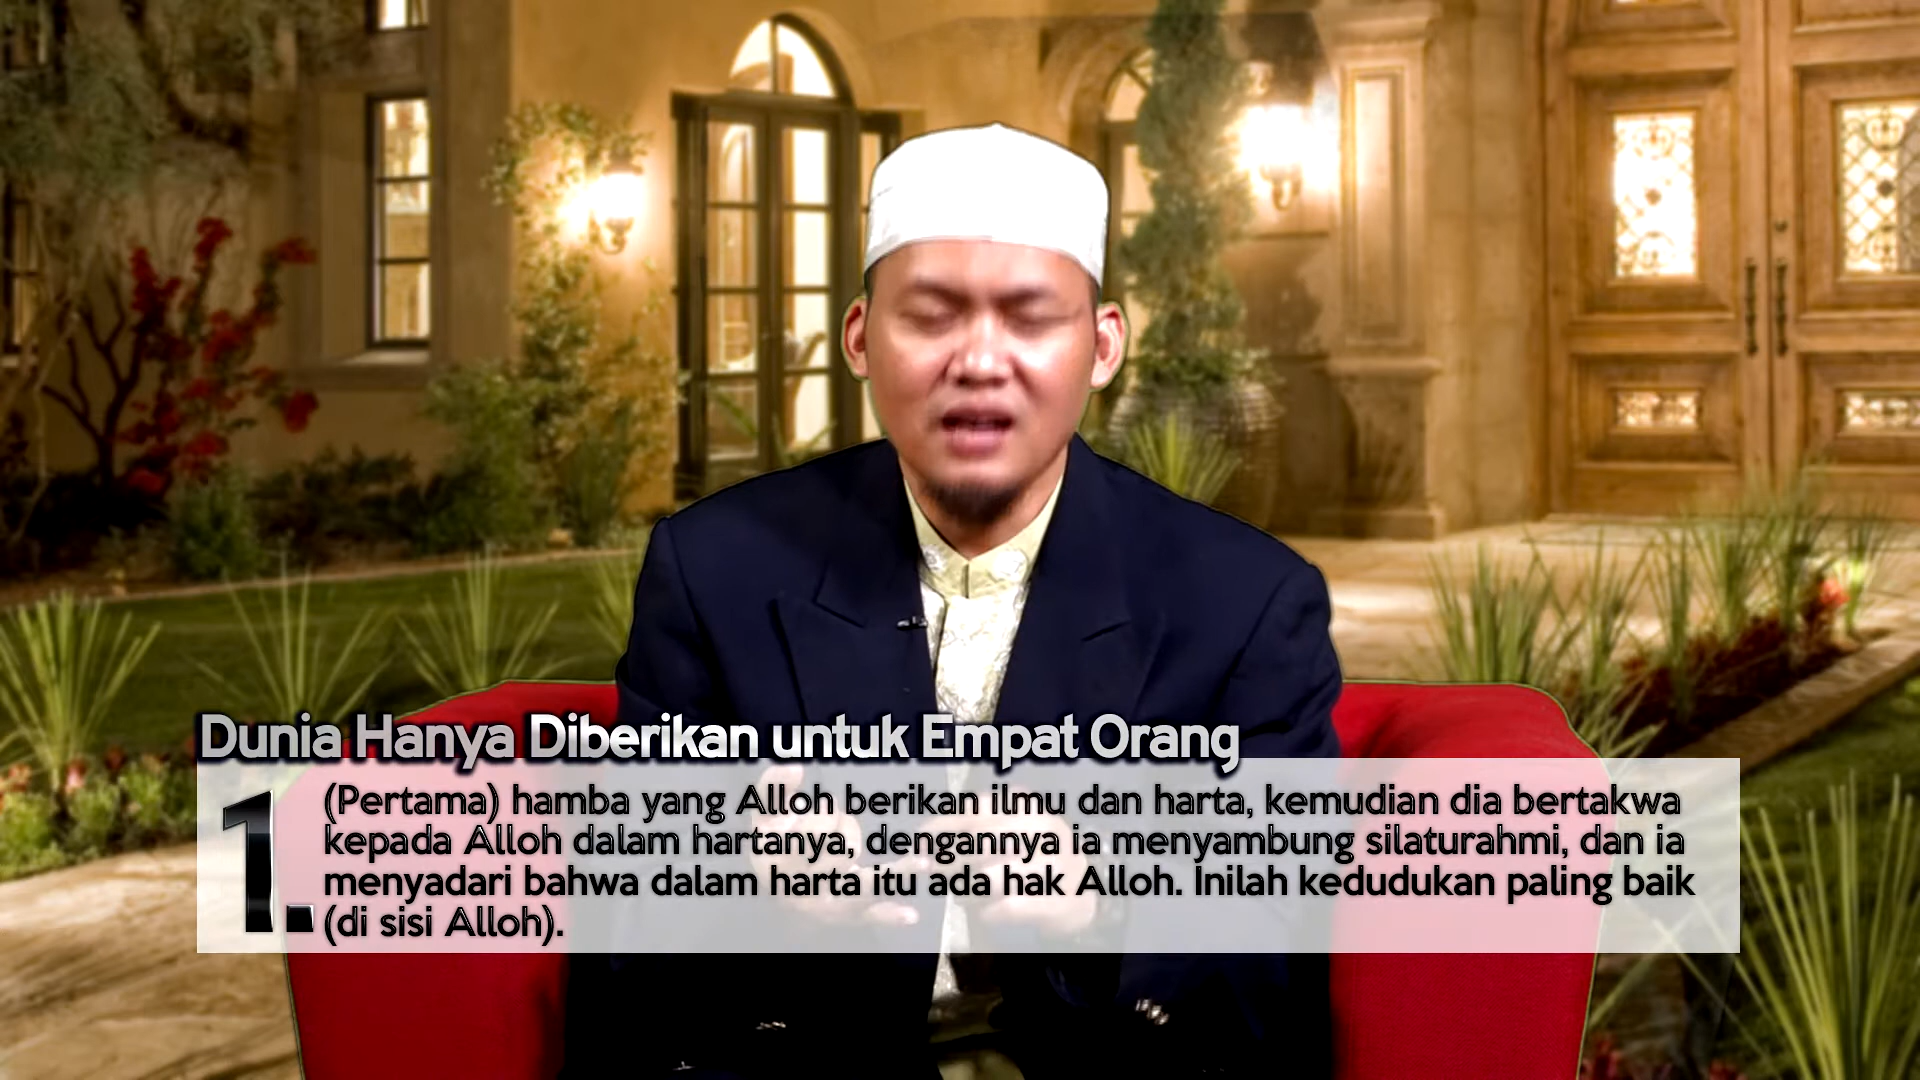 Dunia Hanya Diberikan untuk Empat Orang
1.
(Pertama) hamba yang Alloh berikan ilmu dan harta, kemudian dia bertakwa
kepada Alloh dalam hartanya, dengannya ia menyambung silaturahmi, dan ia
menyadari bahwa dalam harta itu ada hak Alloh. Inilah kedudukan paling baik
(di sisi Alloh).